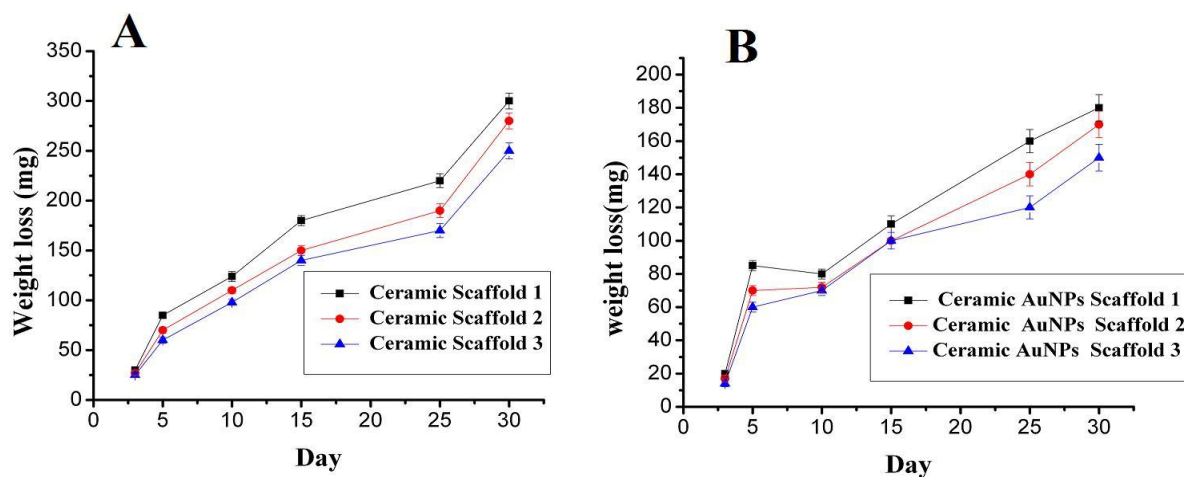 A
Weight loss (mg)
350
300
250
200
150
100
50
0
0 5 10 15 20 25 30
Day
Ceramic Scaffold 1
Ceramic Scaffold 2
Ceramic Scaffold 3
B
weight loss(mg)
200
180
160
140
120
100
80
60
40
20
0
0 5 10 15 20 25 30
Day
Ceramic AuNPs Scaffold 1
Ceramic AuNPs Scaffold 2
Ceramic AuNPs Scaffold 3